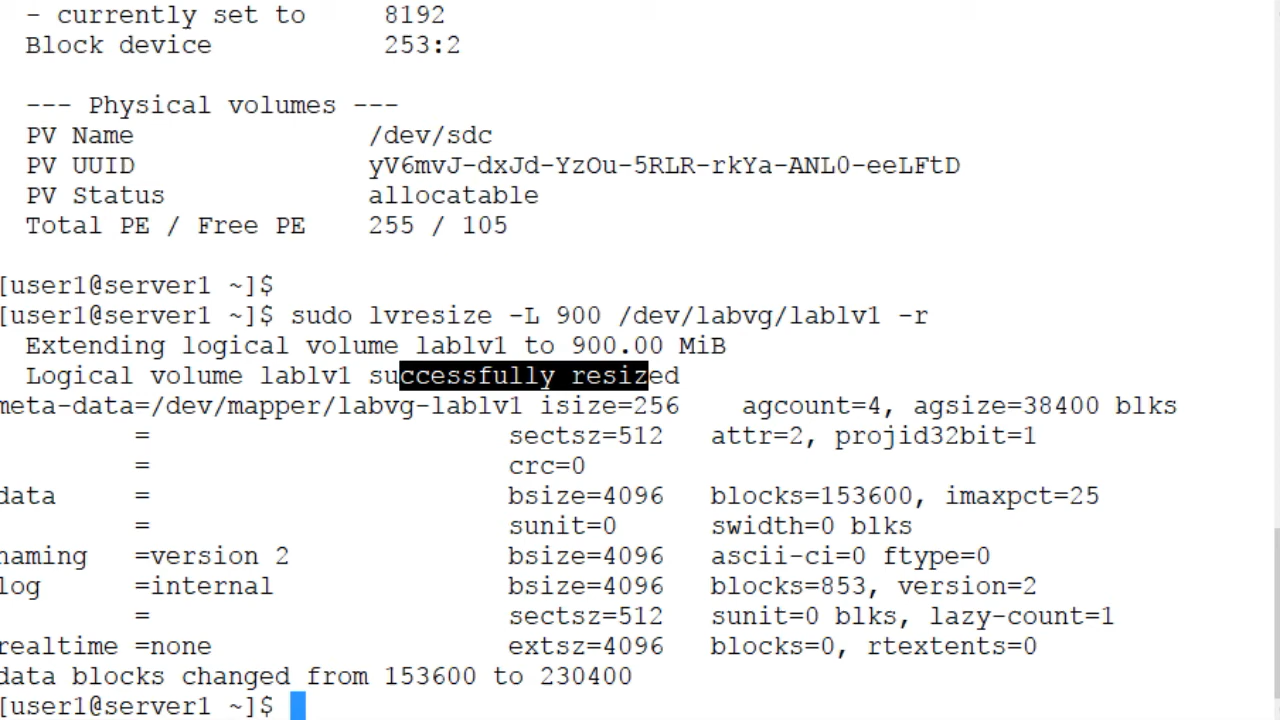 - currently set to 8192
Block device 253:2
--- Physical volumes ---
PV Name /dev/sdc
PV UUID yV6mvJ-dxJd-YzOu-5RLR-rkYa-ANL0-eeLFtD
PV Status allocatable
Total PE / Free PE 255 / 105
[user1@server1 ~]$
[user1@server1 ~]$ sudo lvresize -L 900 /dev/labvg/lablv1 -r
Extending logical volume lablv1 to 900.00 MiB
Logical volume lablv1 successfully resized
meta-data=/dev/mapper/labvg-lablv1 isize=256 agcount=4, agsize=38400 blks
= sectsz=512 attr=2, projid32bit=1
= crc=0
data = bsize=4096 blocks=153600, imaxpct=25
= sunit=0 swidth=0 blks
naming =version 2 bsize=4096 ascii-ci=0 ftype=0
log =internal bsize=4096 blocks=853, version=2
= sectsz=512 sunit=0 blks, lazy-count=1
realtime =none extsz=4096 blocks=0, rtextents=0
data blocks changed from 153600 to 230400
[user1@server1 ~]$